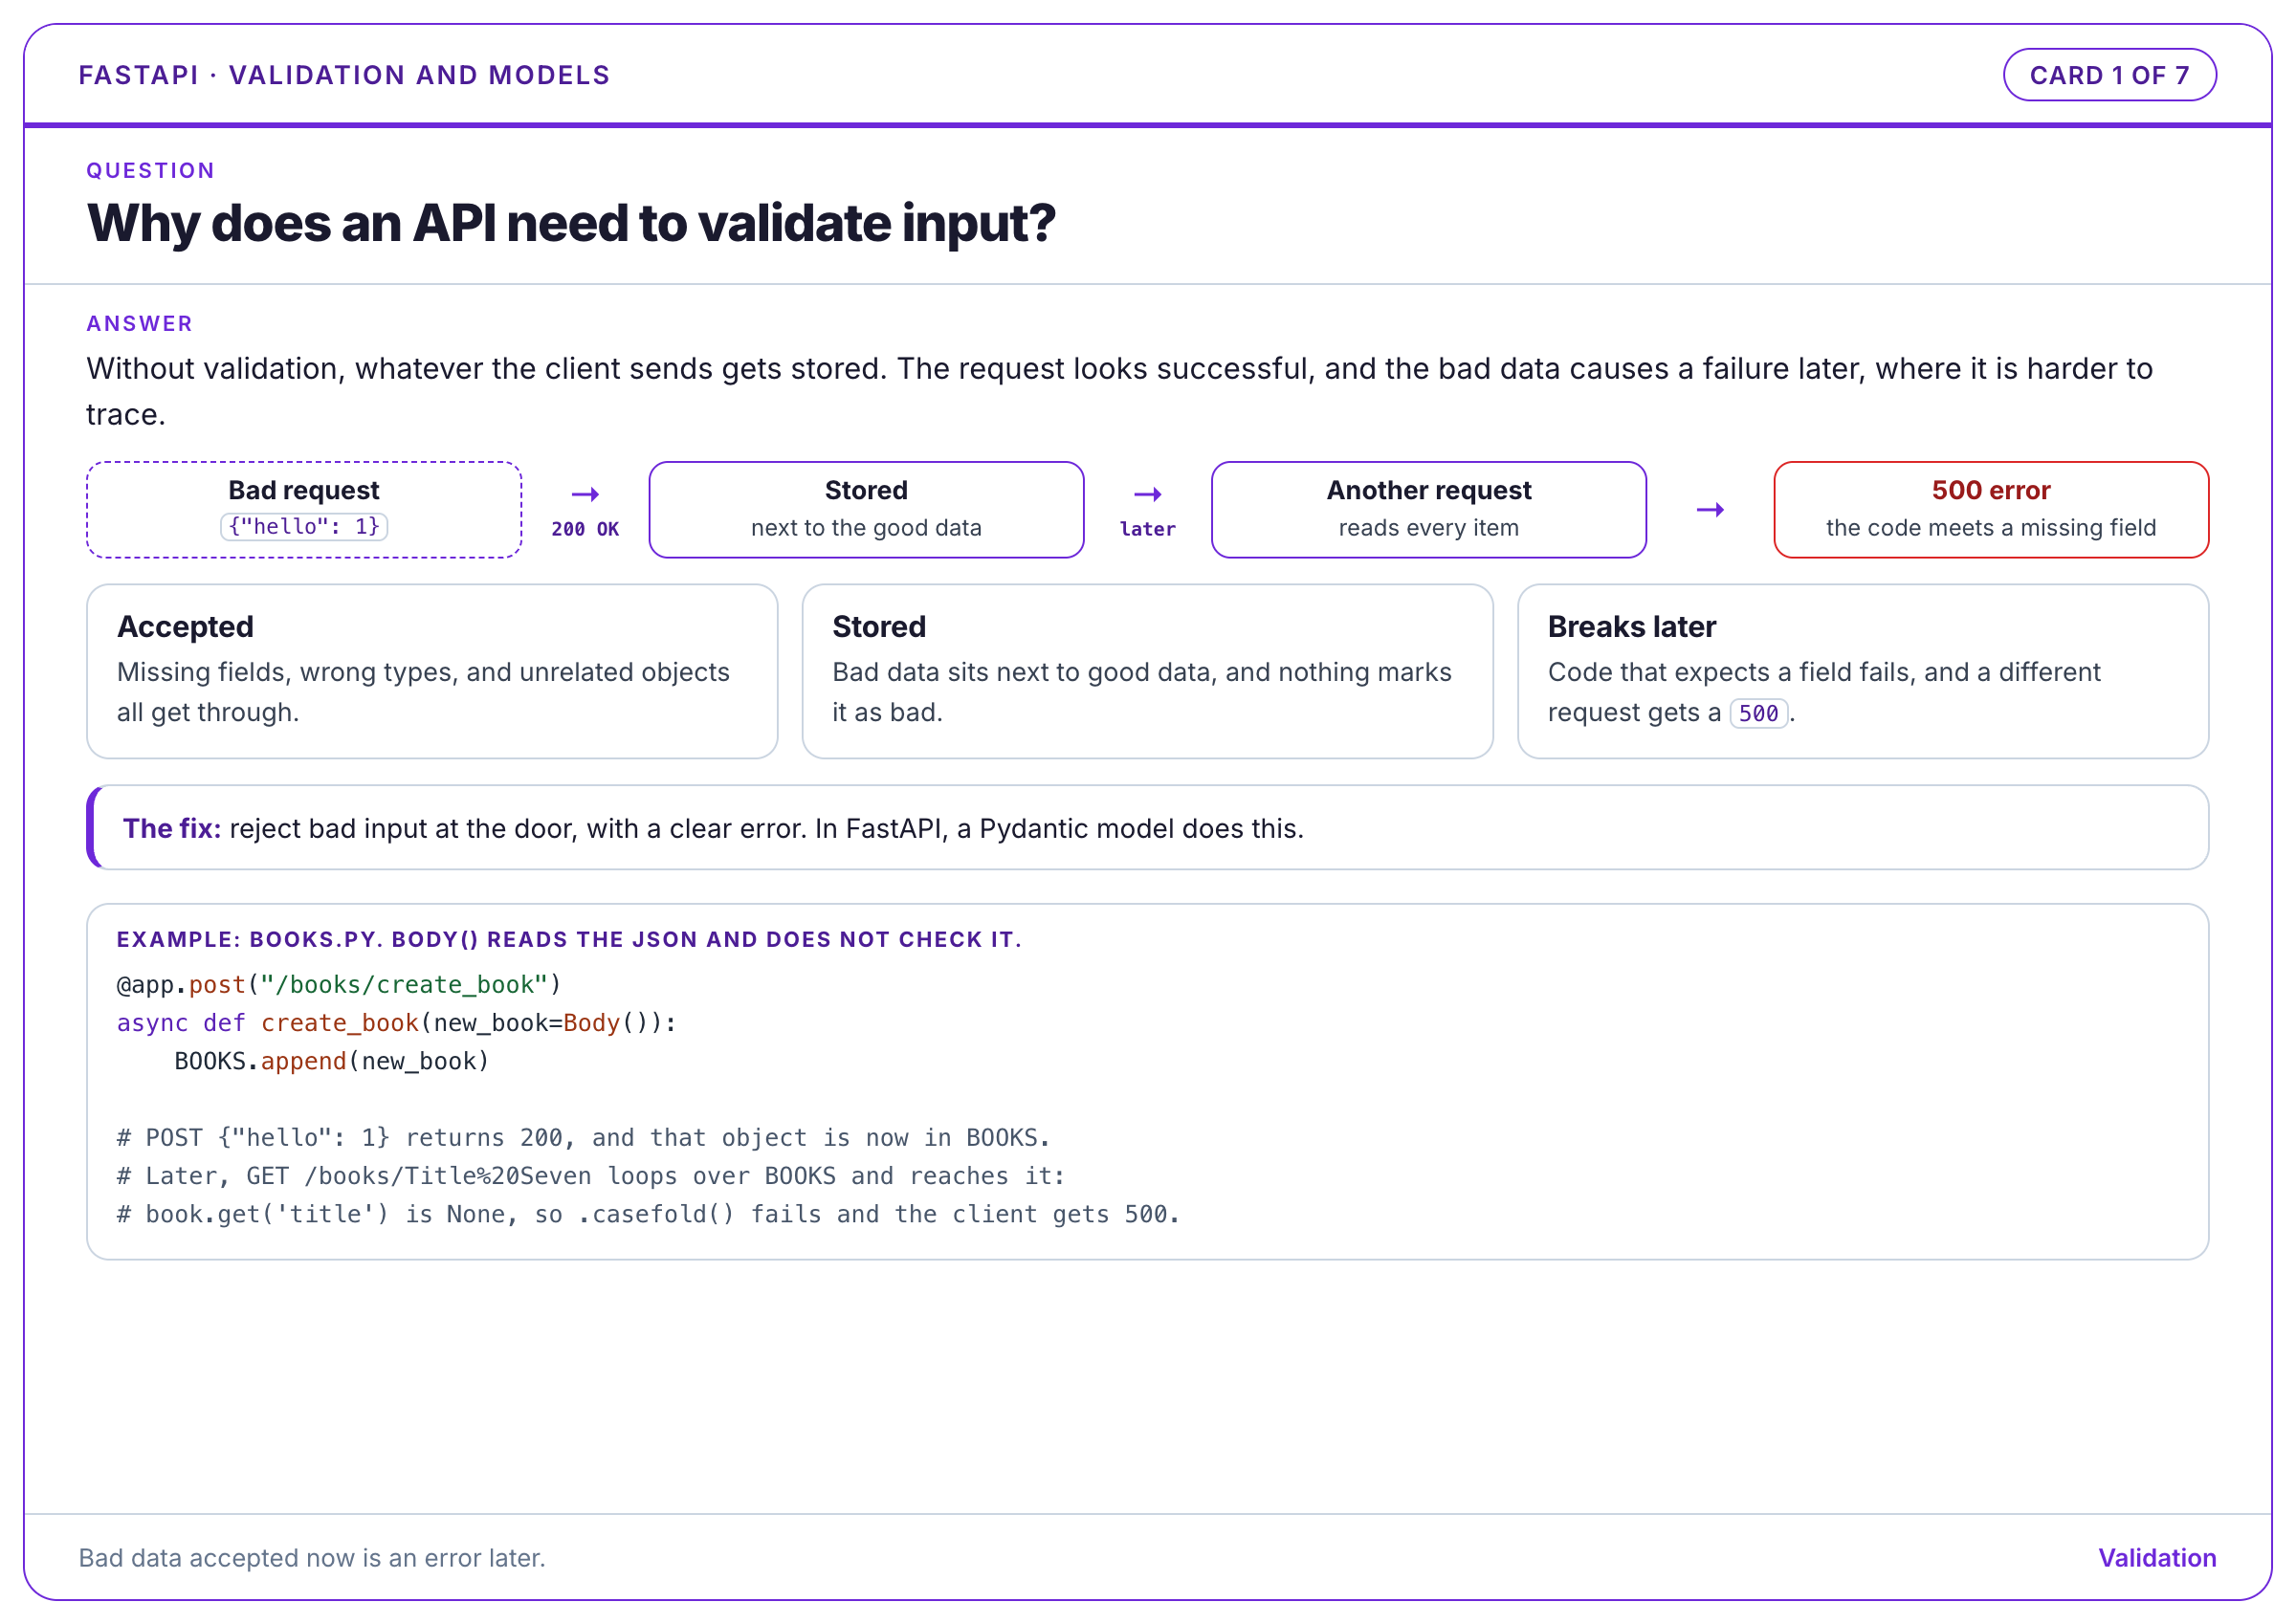 FASTAPI · VALIDATION AND MODELS
CARD 1 OF 7
QUESTION
Why does an API need to validate input?
ANSWER
Without validation, whatever the client sends gets stored. The request looks successful, and the bad data causes a failure later, where it is harder to
trace.
Bad request
{"hello": 1}
→
200 OK
Stored
next to the good data
→
later
Another request
reads every item
→
500 error
the code meets a missing field
Accepted
Missing fields, wrong types, and unrelated objects
all get through.
Stored
Bad data sits next to good data, and nothing marks
it as bad.
Breaks later
Code that expects a field fails, and a different
request gets a 500.
The fix: reject bad input at the door, with a clear error. In FastAPI, a Pydantic model does this.
EXAMPLE: BOOKS.PY. BODY() READS THE JSON AND DOES NOT CHECK IT.
@app.post("/books/create_book")
async def create_book(new_book=Body()):
    BOOKS.append(new_book)
# POST {"hello": 1} returns 200, and that object is now in BOOKS.
# Later, GET /books/Title%20Seven loops over BOOKS and reaches it:
# book.get('title') is None, so .casefold() fails and the client gets 500.
Bad data accepted now is an error later.
Validation